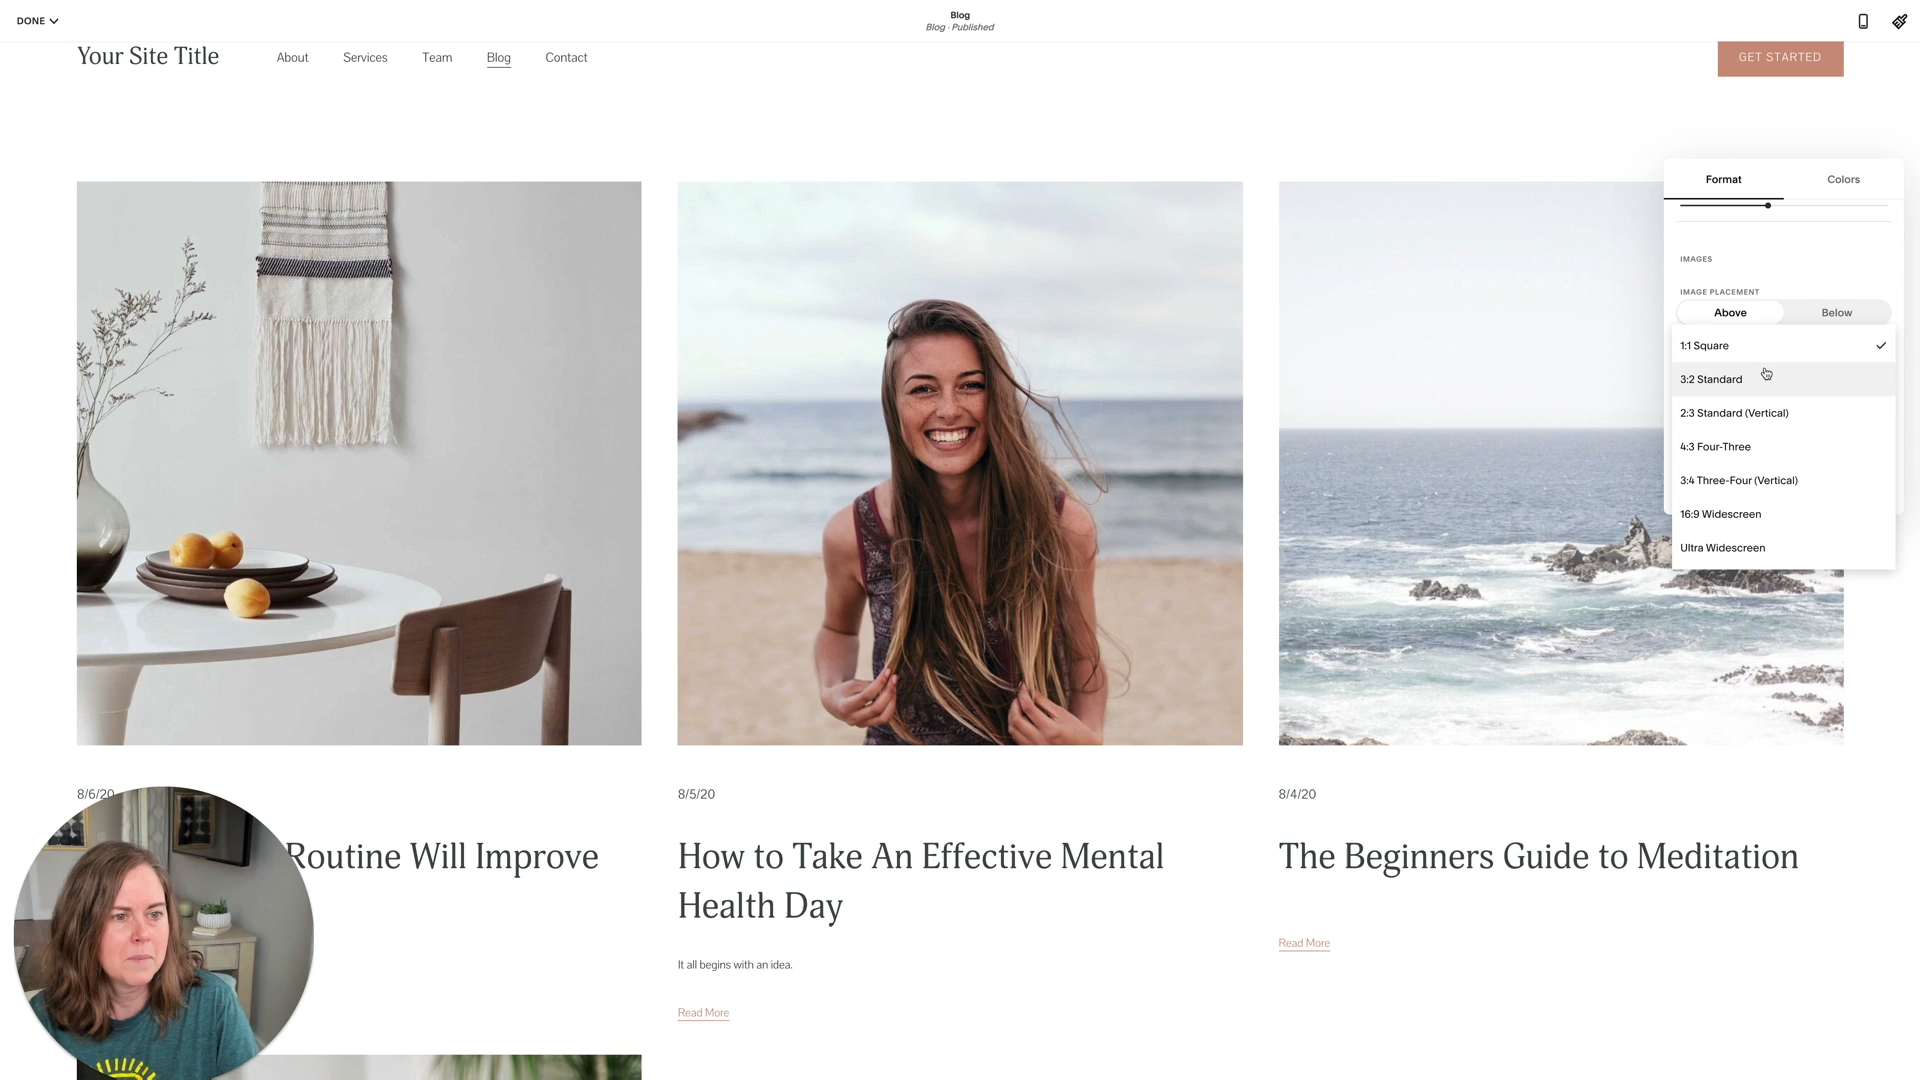 DONE
Blog
Blog · Published
Your Site Title
About
Services
Team
Blog
Contact
GET STARTED
Format
Colors
IMAGES
IMAGE PLACEMENT
Above
Below
1:1 Square
3:2 Standard
2:3 Standard (Vertical)
4:3 Four-Three
3:4 Three-Four (Vertical)
16:9 Widescreen
Ultra Widescreen
8/6/20
Routine Will Improve
8/5/20
How to Take An Effective Mental
Health Day
It all begins with an idea.
Read More
8/4/20
The Beginners Guide to Meditation
Read More